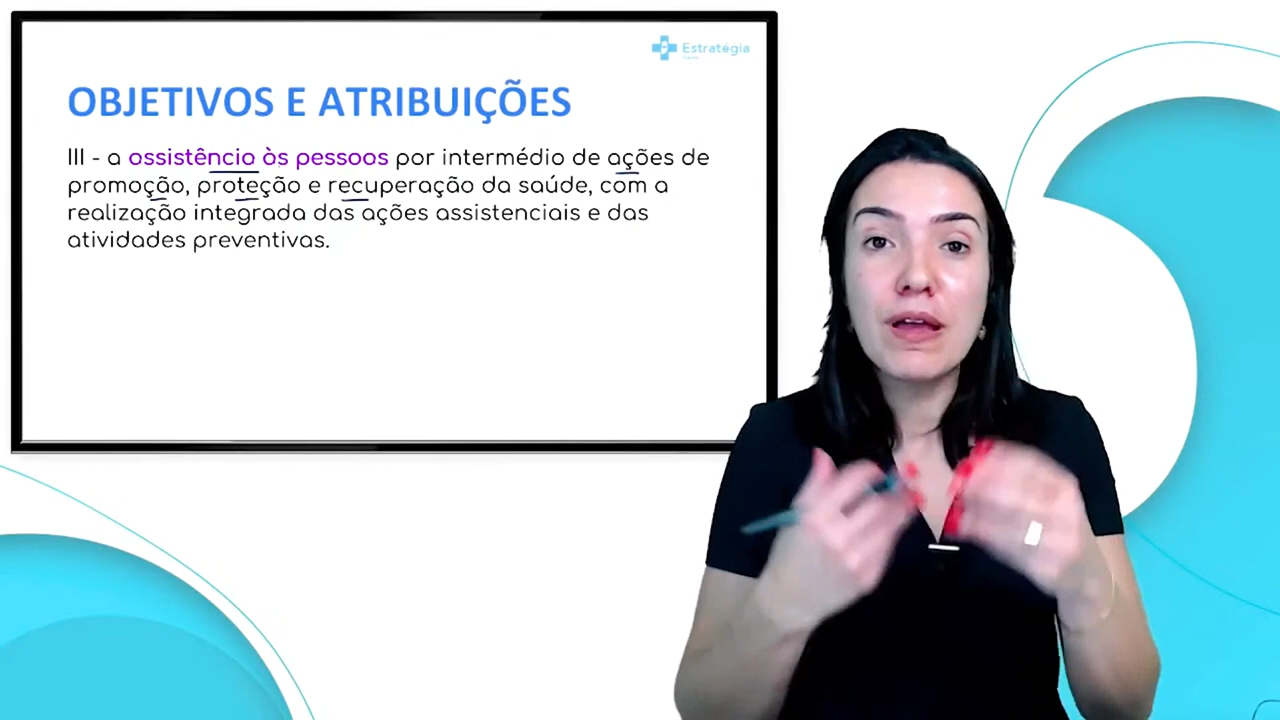 Estratégia
Saúde
OBJETIVOS E ATRIBUIÇÕES
III - a assistência às pessoas por intermédio de ações de
promoção, proteção e recuperação da saúde, com a
realização integrada das ações assistenciais e das
atividades preventivas.